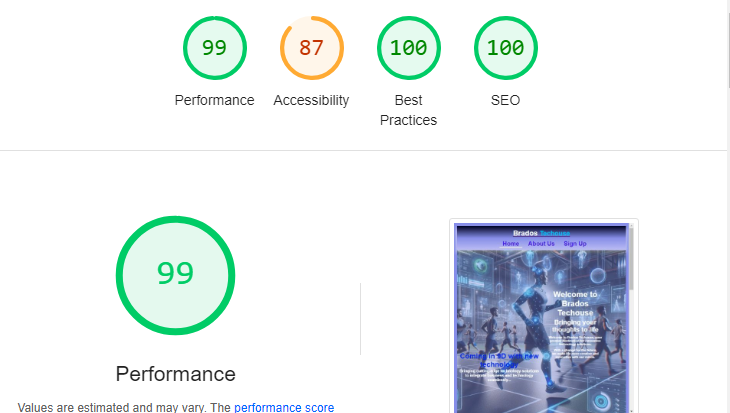 99
87
100
100
Performance
Accessibility
Best
Practices
SEO
99
Performance
Values are estimated and may vary. The performance score
Brados Techouse
Home About Us Sign Up
Welcome to
Brados
Techouse
Bringing your
thoughts to life
Coming in 3D with new
technology